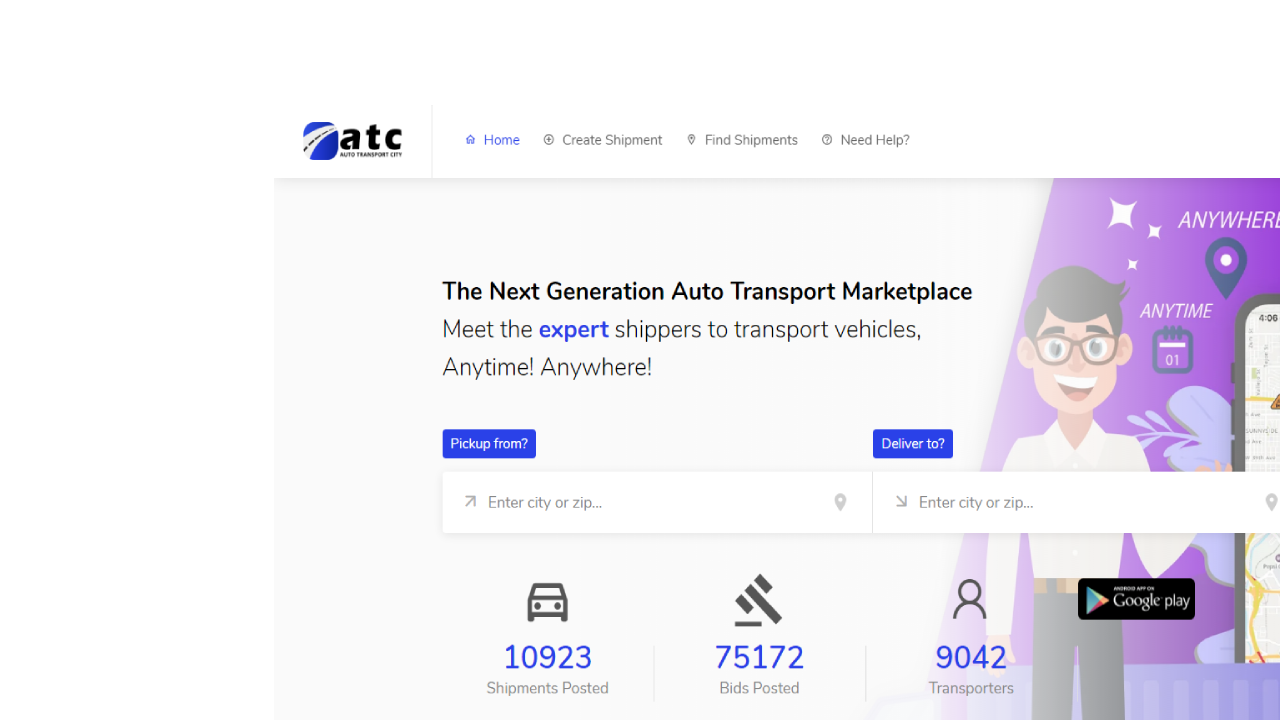 atc
AUTO TRANSPORT CITY
Home
Create Shipment
Find Shipments
Need Help?
ANYWHERE
ANYTIME
4:06
01
The Next Generation Auto Transport Marketplace
Meet the expert shippers to transport vehicles,
Anytime! Anywhere!
Pickup from?
Deliver to?
Enter city or zip...
Enter city or zip...
ANDROID APP ON
Google play
10923
75172
9042
Shipments Posted
Bids Posted
Transporters